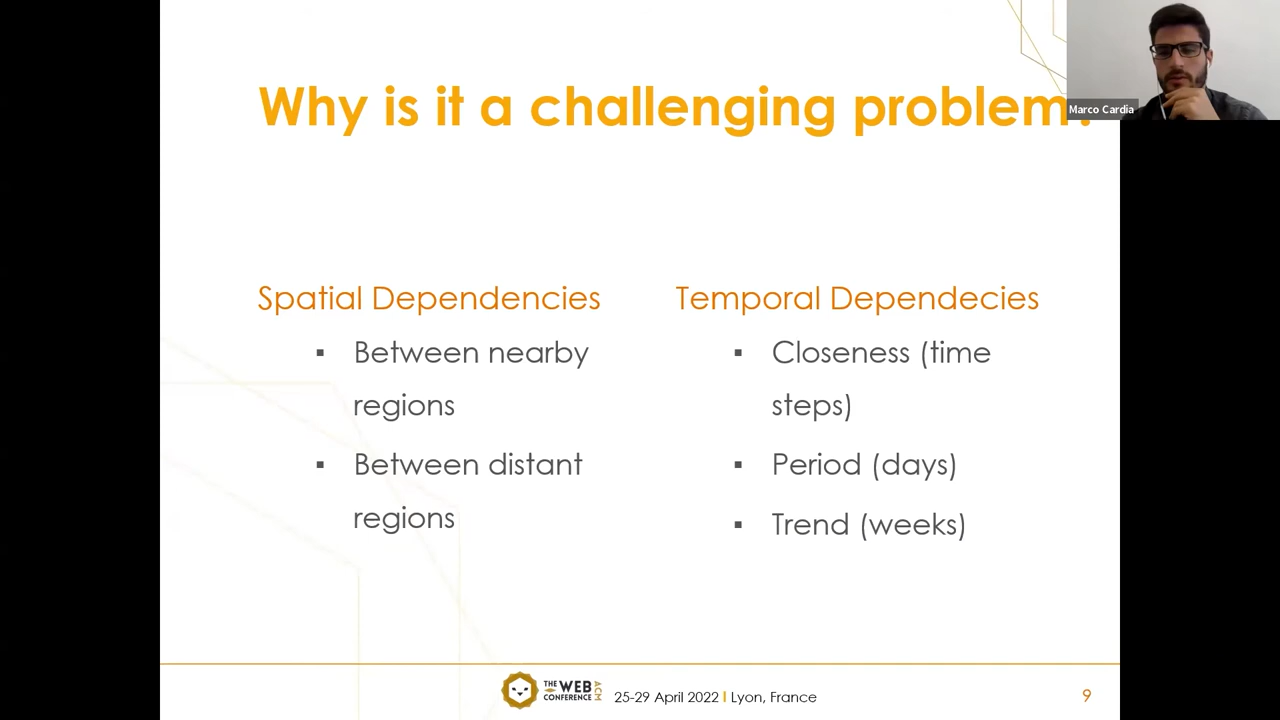 Why is it a challenging problem?
Marco Cardia
Spatial Dependencies
▪ Between nearby
regions
▪ Between distant
regions
Temporal Dependecies
▪ Closeness (time
steps)
▪ Period (days)
▪ Trend (weeks)
THE WEB
CONFERENCE
ACM
25-29 April 2022 | Lyon, France
9